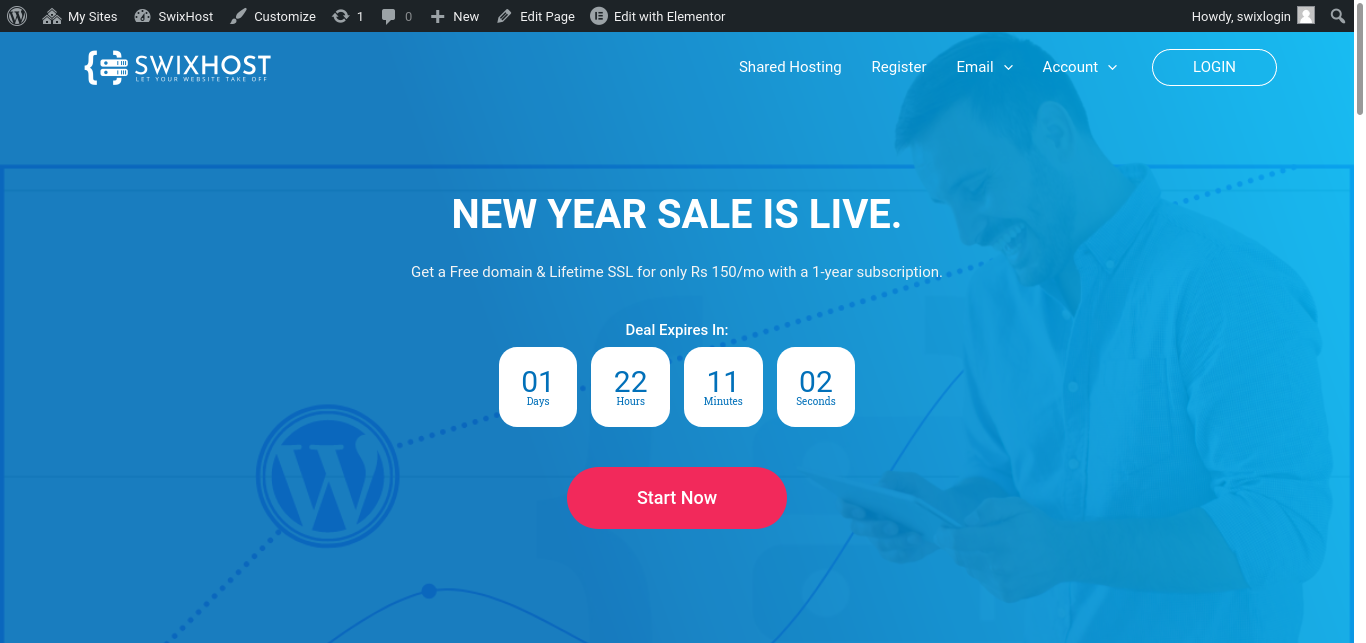 My Sites SwixHost Customize 1 0 New Edit Page Edit with Elementor Howdy, swixlogin
SWIXHOST
LET YOUR WEBSITE TAKE OFF
Shared Hosting Register Email Account LOGIN
NEW YEAR SALE IS LIVE.
Get a Free domain & Lifetime SSL for only Rs 150/mo with a 1-year subscription.
Deal Expires In:
01 22 11 02
Days Hours Minutes Seconds
Start Now